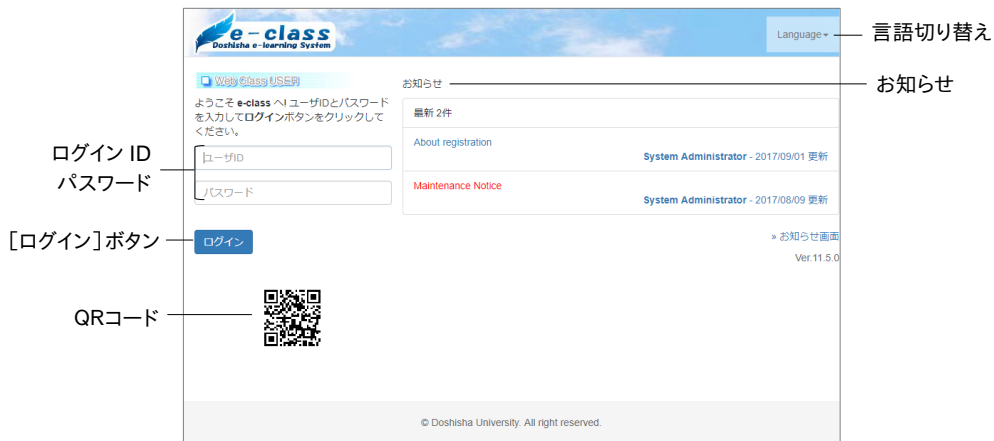 e-class
Doshisha e-learning System
Language
言語切り替え
Web Class USER
ようこそ e-class へ! ユーザIDとパスワード
を入力してログインボタンをクリックして
ください。
ログイン ID
パスワード
ユーザID
パスワード
［ログイン］ボタン
ログイン
QRコード
お知らせ
お知らせ
最新 2件
About registration
System Administrator - 2017/09/01 更新
Maintenance Notice
System Administrator - 2017/08/09 更新
» お知らせ画面
Ver.11.5.0
© Doshisha University. All right reserved.